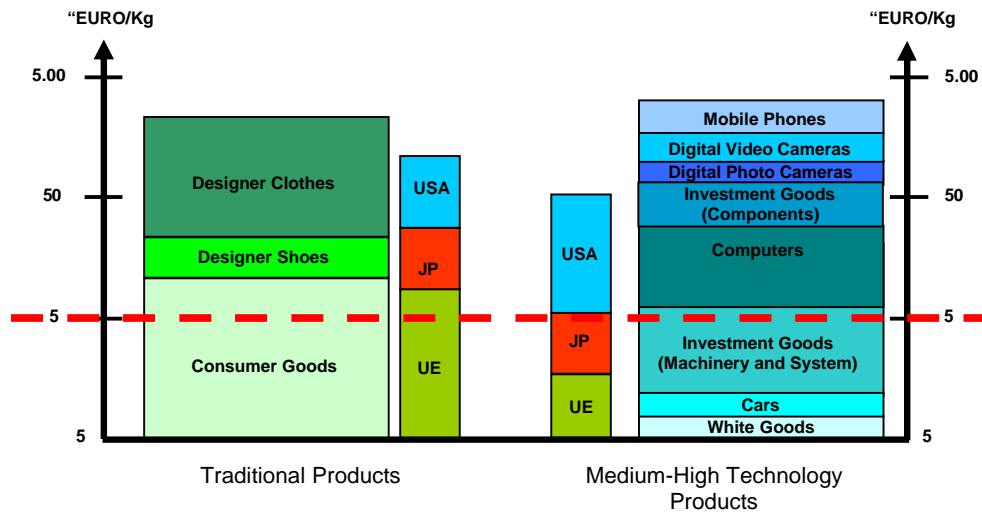 “EURO/Kg
“EURO/Kg
5.00
5.00
Mobile Phones
Digital Video Cameras
Digital Photo Cameras
Designer Clothes
USA
50
50
Investment Goods
(Components)
Designer Shoes
JP
USA
Computers
5
5
Consumer Goods
UE
JP
Investment Goods
(Machinery and System)
UE
Cars
White Goods
5
5
Traditional Products
Medium-High Technology
Products